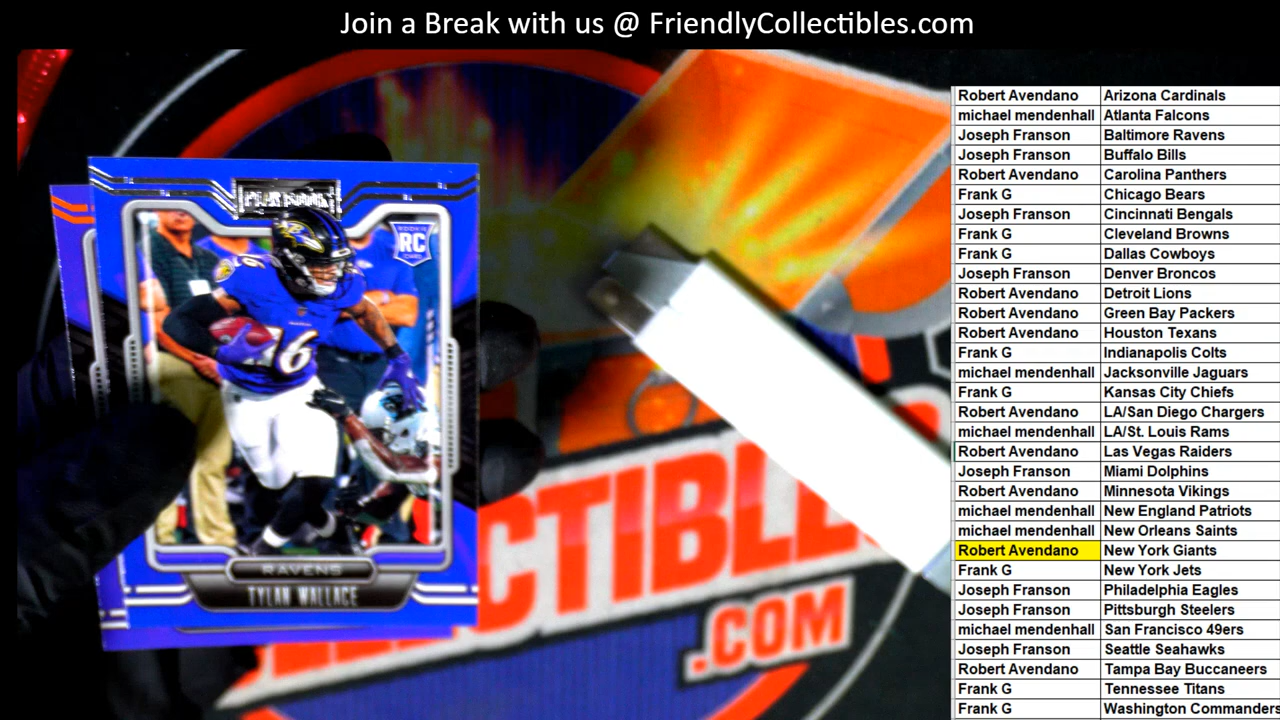 Join a Break with us @ FriendlyCollectibles.com
PLAYBOOK
ROOKIE
RC
CARD
16
RAVENS
TYLAN WALLACE
ECTIBLE
.COM
Robert Avendano Arizona Cardinals
michael mendenhall Atlanta Falcons
Joseph Franson Baltimore Ravens
Joseph Franson Buffalo Bills
Robert Avendano Carolina Panthers
Frank G Chicago Bears
Joseph Franson Cincinnati Bengals
Frank G Cleveland Browns
Frank G Dallas Cowboys
Joseph Franson Denver Broncos
Robert Avendano Detroit Lions
Robert Avendano Green Bay Packers
Robert Avendano Houston Texans
Frank G Indianapolis Colts
michael mendenhall Jacksonville Jaguars
Frank G Kansas City Chiefs
Robert Avendano LA/San Diego Chargers
michael mendenhall LA/St. Louis Rams
Robert Avendano Las Vegas Raiders
Joseph Franson Miami Dolphins
Robert Avendano Minnesota Vikings
michael mendenhall New England Patriots
michael mendenhall New Orleans Saints
Robert Avendano New York Giants
Frank G New York Jets
Joseph Franson Philadelphia Eagles
Joseph Franson Pittsburgh Steelers
michael mendenhall San Francisco 49ers
Joseph Franson Seattle Seahawks
Robert Avendano Tampa Bay Buccaneers
Frank G Tennessee Titans
Frank G Washington Commanders